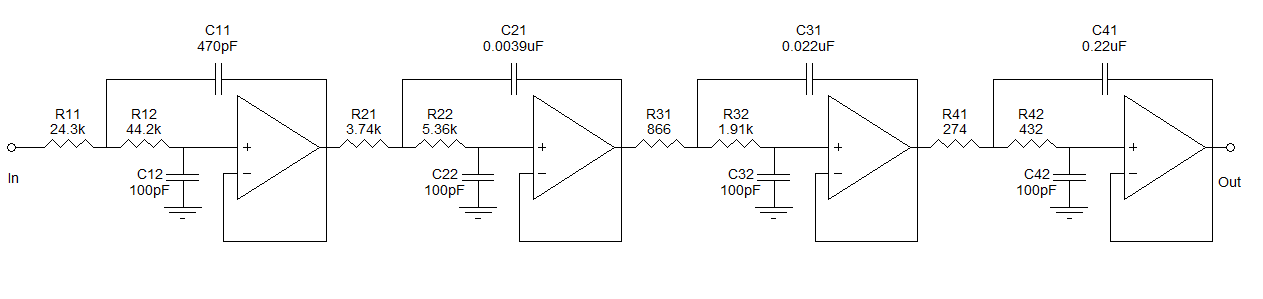 C11
470pF
C21
0.0039uF
C31
0.022uF
C41
0.22uF
R11
24.3k
R12
44.2k
R21
3.74k
R22
5.36k
R31
866
R32
1.91k
R41
274
R42
432
+
+
+
+
−
−
−
−
In
C12
100pF
C22
100pF
C32
100pF
C42
100pF
Out